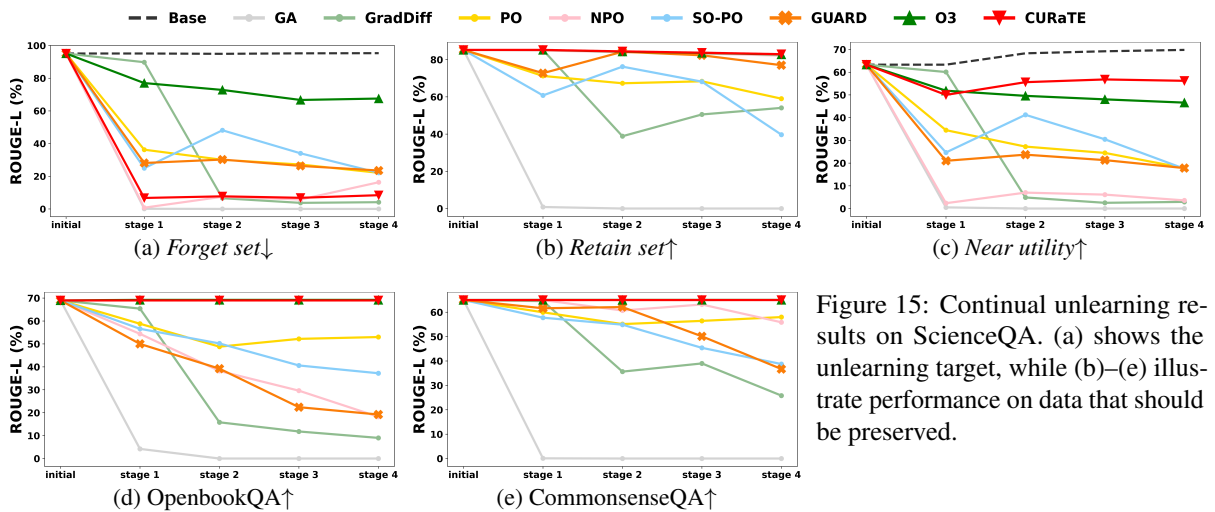 Base GA GradDiff PO NPO SO-PO GUARD O3 CURaTE
ROUGE-L (%)
100
80
60
40
20
0
initial stage 1 stage 2 stage 3 stage 4
(a) Forget set↓
ROUGE-L (%)
80
60
40
20
0
initial stage 1 stage 2 stage 3 stage 4
(b) Retain set↑
ROUGE-L (%)
70
60
50
40
30
20
10
0
initial stage 1 stage 2 stage 3 stage 4
(c) Near utility↑
ROUGE-L (%)
70
60
50
40
30
20
10
0
initial stage 1 stage 2 stage 3 stage 4
(d) OpenbookQA↑
ROUGE-L (%)
60
50
40
30
20
10
0
initial stage 1 stage 2 stage 3 stage 4
(e) CommonsenseQA↑
Figure 15: Continual unlearning re-
sults on ScienceQA. (a) shows the
unlearning target, while (b)–(e) illus-
trate performance on data that should
be preserved.